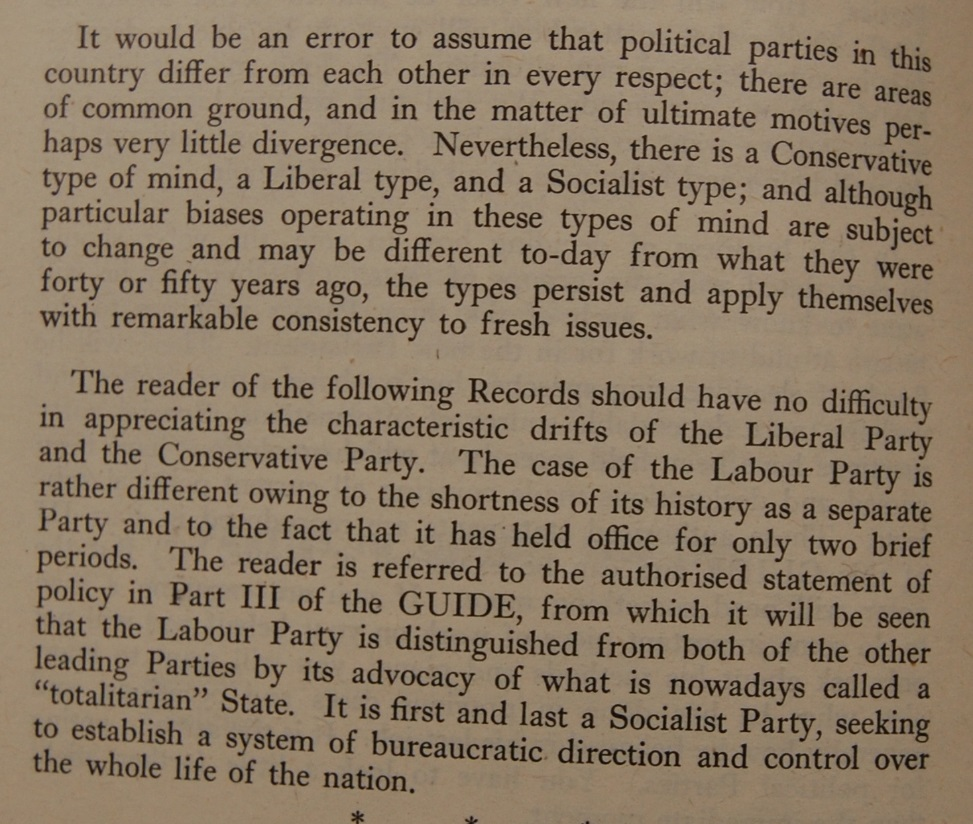 It would be an error to assume that political parties in this
country differ from each other in every respect; there are areas
of common ground, and in the matter of ultimate motives per-
haps very little divergence. Nevertheless, there is a Conservative
type of mind, a Liberal type, and a Socialist type; and although
particular biases operating in these types of mind are subject
to change and may be different to-day from what they were
forty or fifty years ago, the types persist and apply themselves
with remarkable consistency to fresh issues.
The reader of the following Records should have no difficulty
in appreciating the characteristic drifts of the Liberal Party
and the Conservative Party. The case of the Labour Party is
rather different owing to the shortness of its history as a separate
Party and to the fact that it has held office for only two brief
periods. The reader is referred to the authorised statement of
policy in Part III of the GUIDE, from which it will be seen
that the Labour Party is distinguished from both of the other
leading Parties by its advocacy of what is nowadays called a
“totalitarian” State. It is first and last a Socialist Party, seeking
to establish a system of bureaucratic direction and control over
the whole life of the nation.
* * *